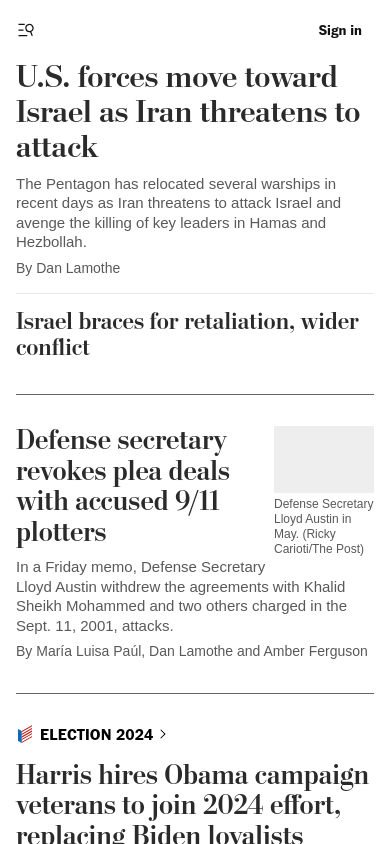 Sign in
U.S. forces move toward
Israel as Iran threatens to
attack
The Pentagon has relocated several warships in
recent days as Iran threatens to attack Israel and
avenge the killing of key leaders in Hamas and
Hezbollah.
By Dan Lamothe
Israel braces for retaliation, wider
conflict
Defense secretary
revokes plea deals
with accused 9/11
plotters
Defense Secretary
Lloyd Austin in
May. (Ricky
Carioti/The Post)
In a Friday memo, Defense Secretary
Lloyd Austin withdrew the agreements with Khalid
Sheikh Mohammed and two others charged in the
Sept. 11, 2001, attacks.
By María Luisa Paúl, Dan Lamothe and Amber Ferguson
ELECTION 2024
Harris hires Obama campaign
veterans to join 2024 effort,
replacing Biden loyalists